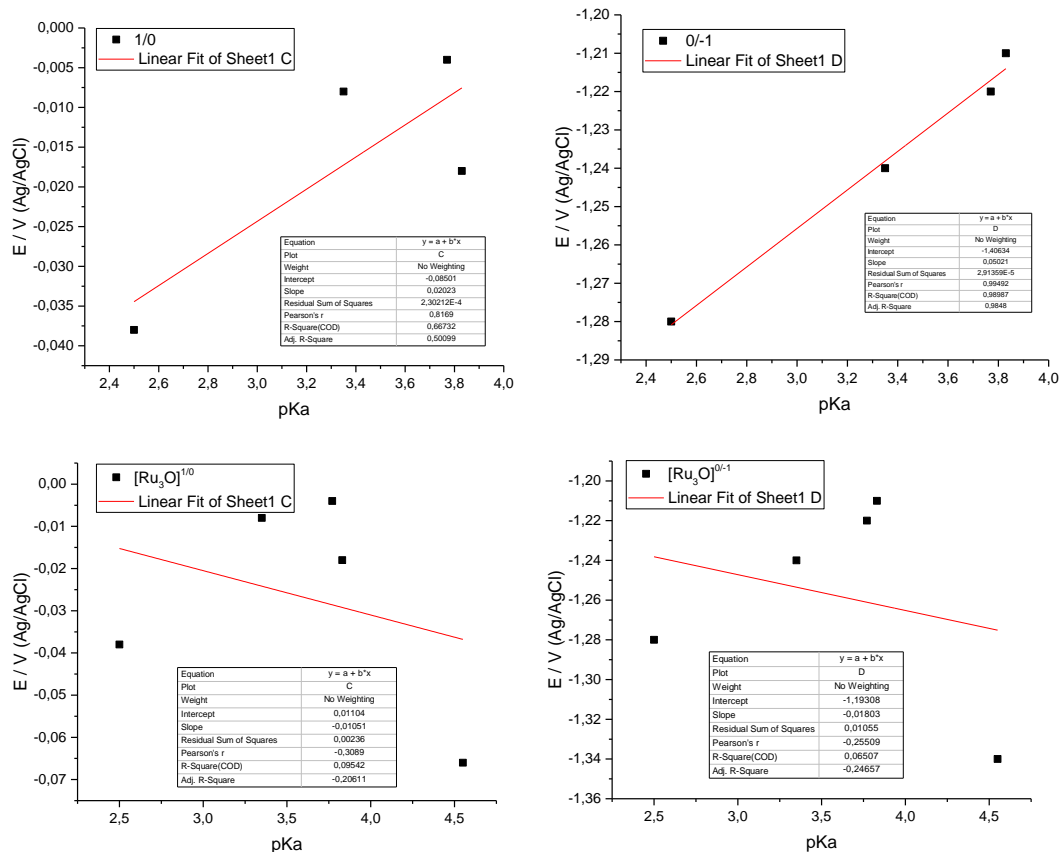 0,000
-0,005
-0,010
-0,015
-0,020
-0,025
-0,030
-0,035
-0,040
E / V (Ag/AgCl)
1/0
Linear Fit of Sheet1 C
Equation y = a + b*x
Plot C
Weight No Weighting
Intercept -0,08501
Slope 0,02023
Residual Sum of Squares 2,30212E-4
Pearson's r 0,8169
R-Square(COD) 0,66732
Adj. R-Square 0,50099
2,4 2,6 2,8 3,0 3,2 3,4 3,6 3,8 4,0
pKa
-1,20
-1,21
-1,22
-1,23
-1,24
-1,25
-1,26
-1,27
-1,28
-1,29
E / V (Ag/AgCl)
0/-1
Linear Fit of Sheet1 D
Equation y = a + b*x
Plot D
Weight No Weighting
Intercept -1,40634
Slope 0,05021
Residual Sum of Squares 2,91359E-5
Pearson's r 0,99492
R-Square(COD) 0,98987
Adj. R-Square 0,9848
2,4 2,6 2,8 3,0 3,2 3,4 3,6 3,8 4,0
pKa
0,00
-0,01
-0,02
-0,03
-0,04
-0,05
-0,06
-0,07
E / V (Ag/AgCl)
[Ru₃O]¹ᐟ⁰
Linear Fit of Sheet1 C
Equation y = a + b*x
Plot C
Weight No Weighting
Intercept 0,01104
Slope -0,01051
Residual Sum of Squares 0,00236
Pearson's r -0,3089
R-Square(COD) 0,09542
Adj. R-Square -0,20611
2,5 3,0 3,5 4,0 4,5
pKa
-1,20
-1,22
-1,24
-1,26
-1,28
-1,30
-1,32
-1,34
-1,36
E / V (Ag/AgCl)
[Ru₃O]⁰ᐟ⁻¹
Linear Fit of Sheet1 D
Equation y = a + b*x
Plot D
Weight No Weighting
Intercept -1,19308
Slope -0,01803
Residual Sum of Squares 0,01055
Pearson's r -0,25509
R-Square(COD) 0,06507
Adj. R-Square -0,24657
2,5 3,0 3,5 4,0 4,5
pKa